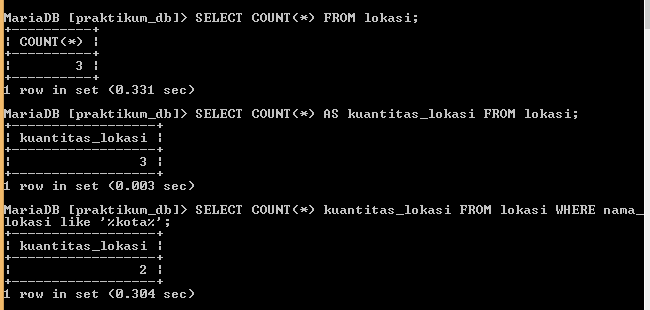 MariaDB [praktikum_db]> SELECT COUNT(*) FROM lokasi;
+----------+
| COUNT(*) |
+----------+
|        3 |
+----------+
1 row in set (0.331 sec)
MariaDB [praktikum_db]> SELECT COUNT(*) AS kuantitas_lokasi FROM lokasi;
+------------------+
| kuantitas_lokasi |
+------------------+
|                3 |
+------------------+
1 row in set (0.003 sec)
MariaDB [praktikum_db]> SELECT COUNT(*) kuantitas_lokasi FROM lokasi WHERE nama_
lokasi like '%kota%';
+------------------+
| kuantitas_lokasi |
+------------------+
|                2 |
+------------------+
1 row in set (0.304 sec)